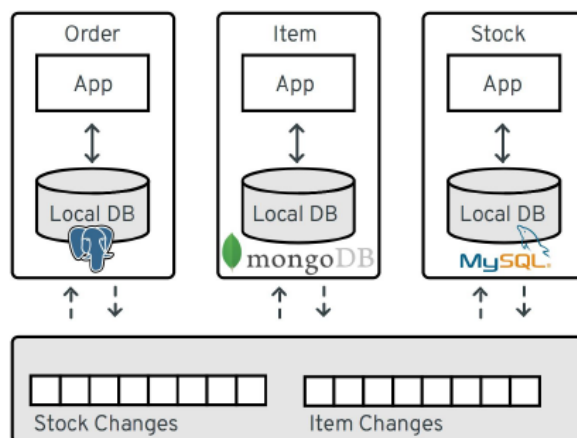 Order
App
Local DB
Item
App
Local DB
mongoDB
Stock
App
Local DB
MySQL®
Stock Changes
Item Changes